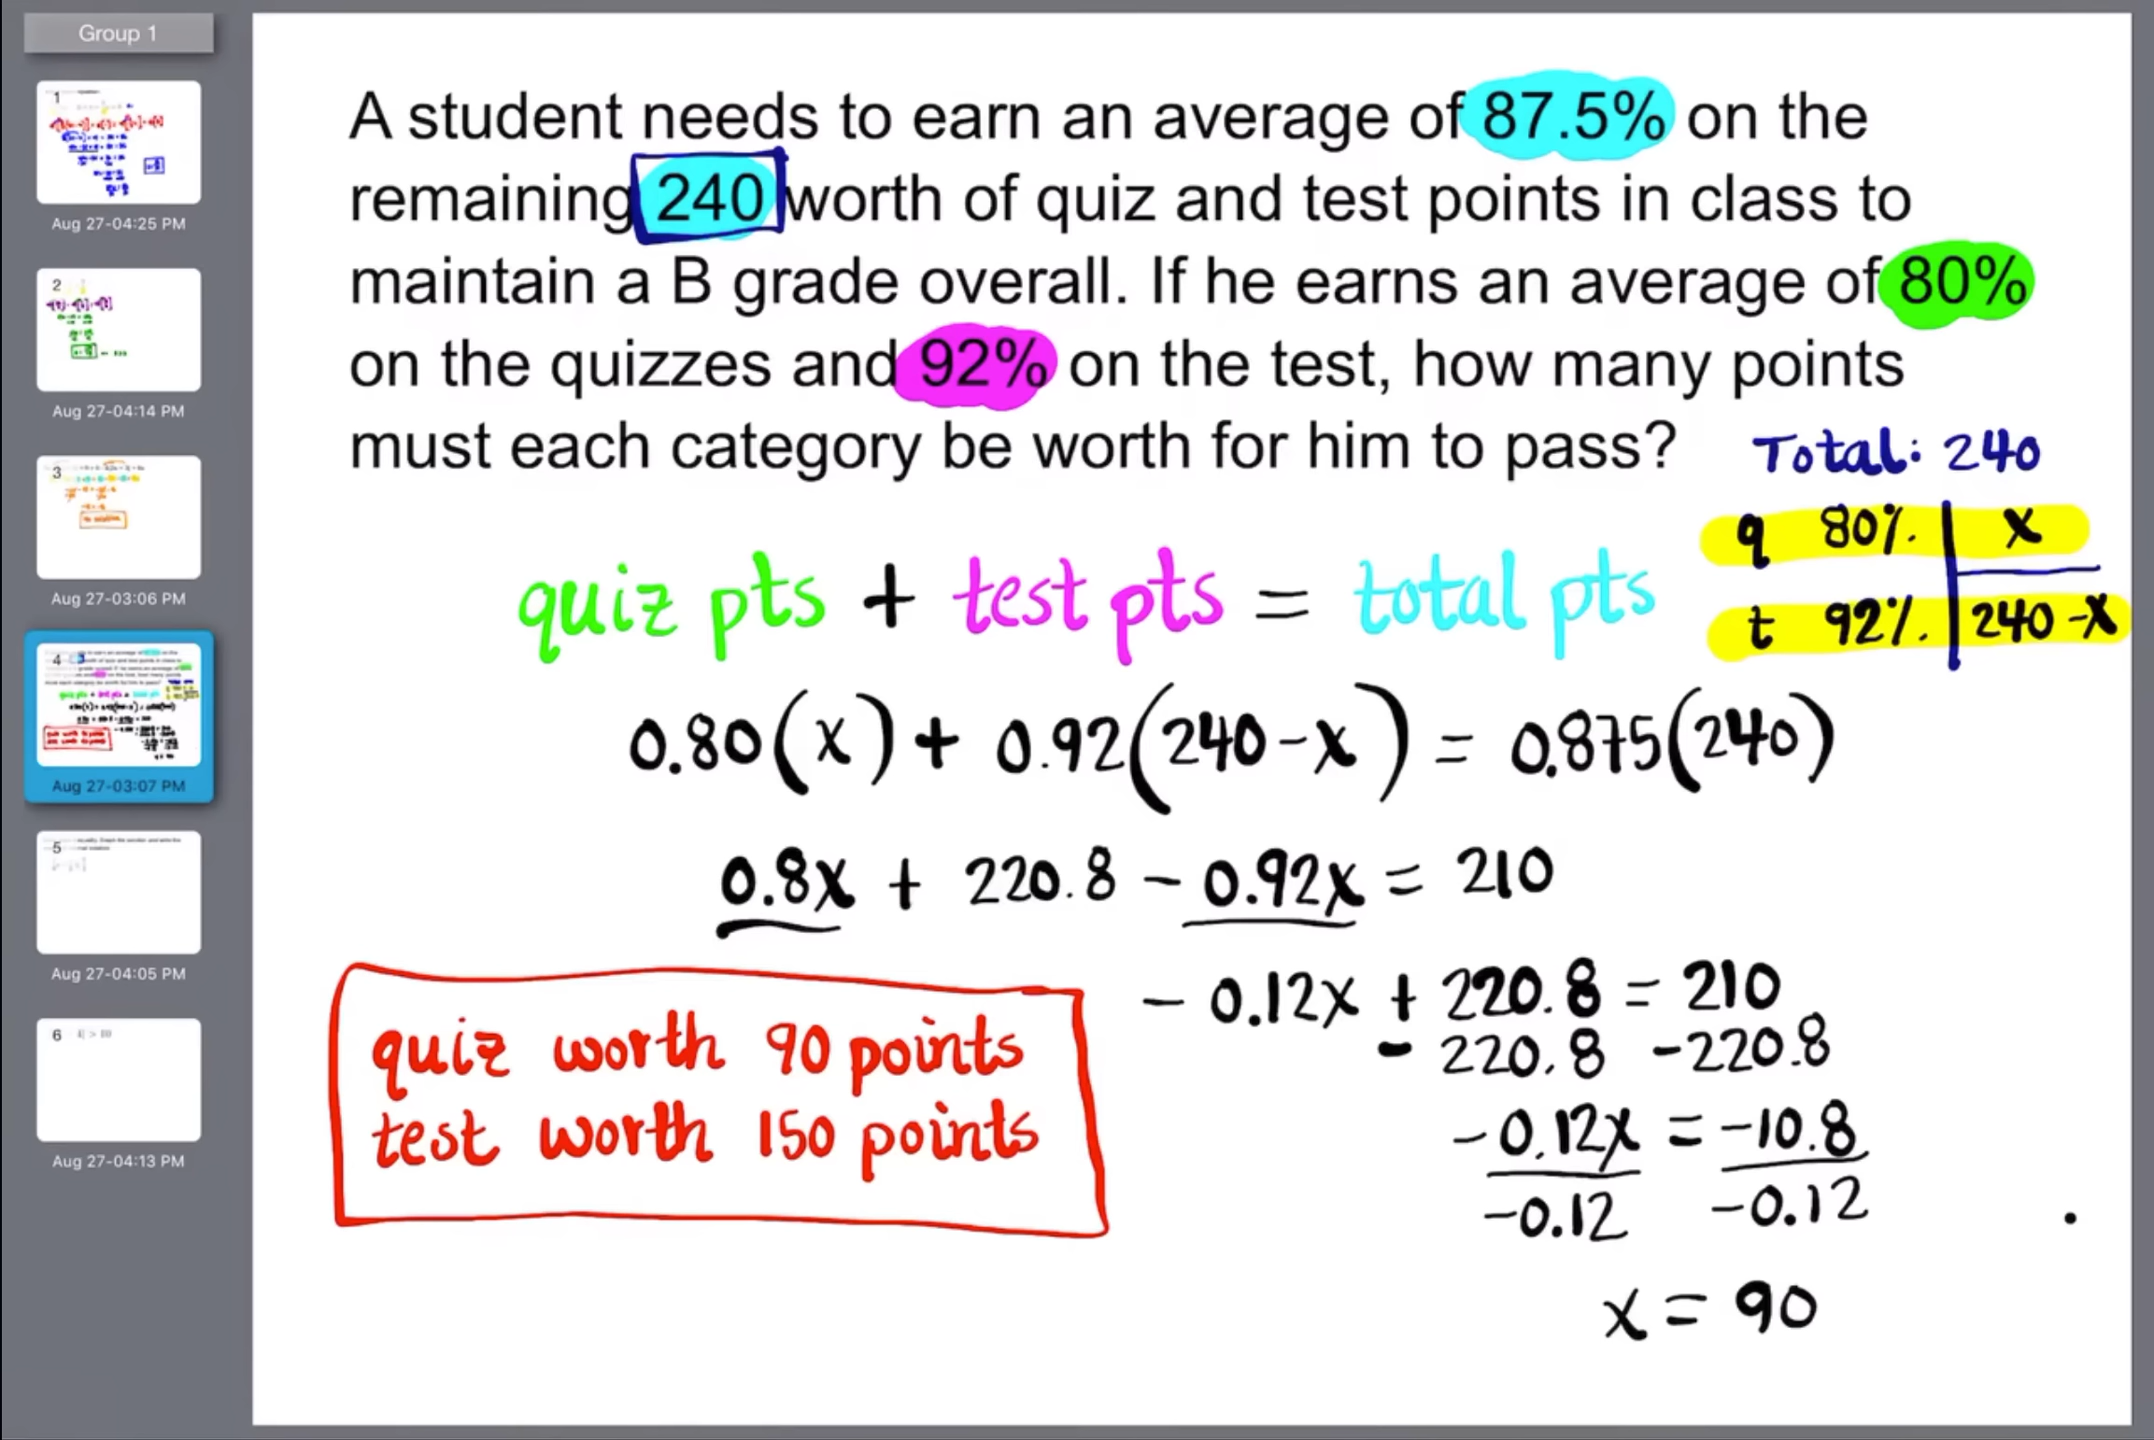 Group 1
1
Aug 27-04:25 PM
2
Aug 27-04:14 PM
3
Aug 27-03:06 PM
4
Aug 27-03:07 PM
5
Aug 27-04:05 PM
6
Aug 27-04:13 PM
A student needs to earn an average of 87.5% on the
remaining 240 worth of quiz and test points in class to
maintain a B grade overall. If he earns an average of 80%
on the quizzes and 92% on the test, how many points
must each category be worth for him to pass?
Total: 240
q 80% x
t 92% 240-x
quiz pts + test pts = total pts
0.80(x) + 0.92(240-x) = 0.875(240)
0.8x + 220.8 - 0.92x = 210
- 0.12x + 220.8 = 210
- 220.8 -220.8
-0.12x = -10.8
-0.12 -0.12
x = 90
quiz worth 90 points
test worth 150 points